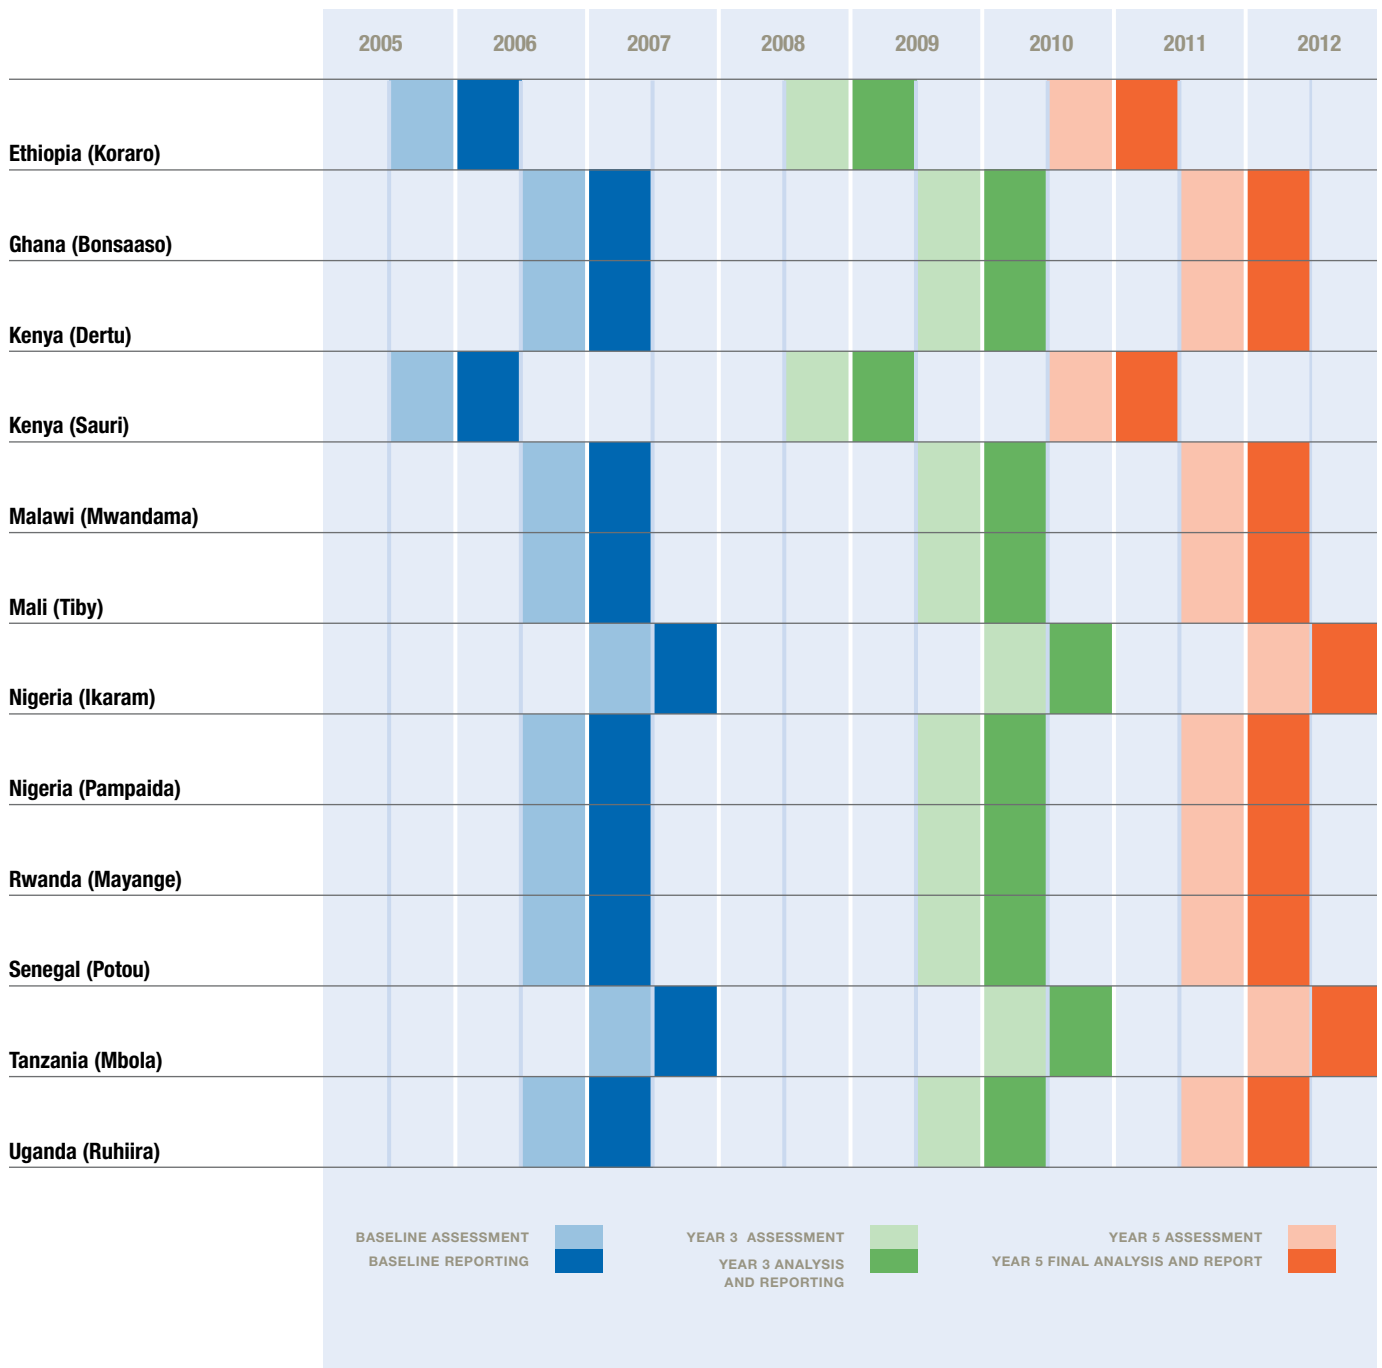 2005 2006 2007 2008 2009 2010 2011 2012
Ethiopia (Koraro)
Ghana (Bonsaaso)
Kenya (Dertu)
Kenya (Sauri)
Malawi (Mwandama)
Mali (Tiby)
Nigeria (Ikaram)
Nigeria (Pampaida)
Rwanda (Mayange)
Senegal (Potou)
Tanzania (Mbola)
Uganda (Ruhiira)
BASELINE ASSESSMENT
BASELINE REPORTING
YEAR 3 ASSESSMENT
YEAR 3 ANALYSIS
AND REPORTING
YEAR 5 ASSESSMENT
YEAR 5 FINAL ANALYSIS AND REPORT